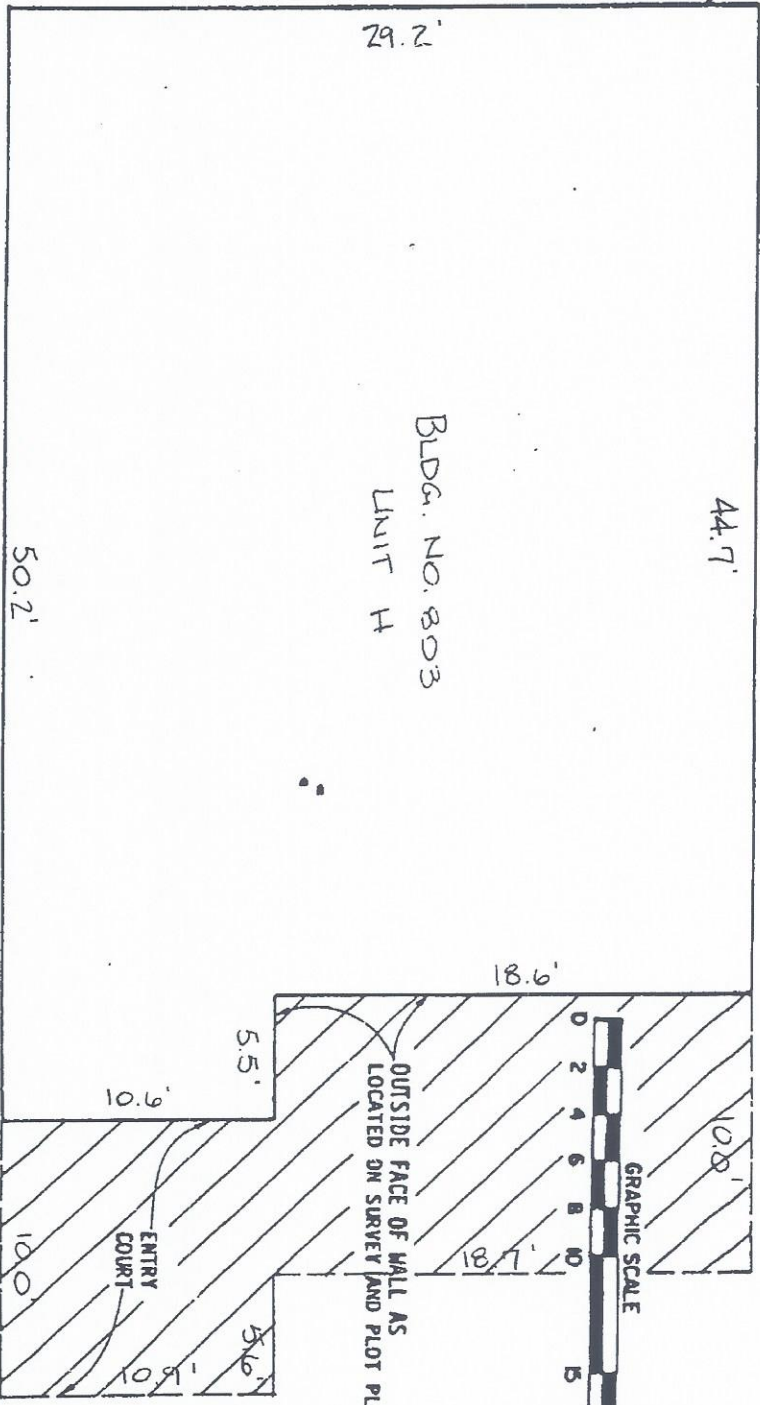 29.2'
44.7'
BLDG. NO. 803
UNIT H
50.2'
18.6'
5.5'
10.6'
OUTSIDE FACE OF WALL AS
LOCATED ON SURVEY AND PLOT PL
GRAPHIC SCALE
0 2 4 6 8 10 15
10.8'
18.7'
ENTRY
COURT
10.0'
5.6'
10.9'